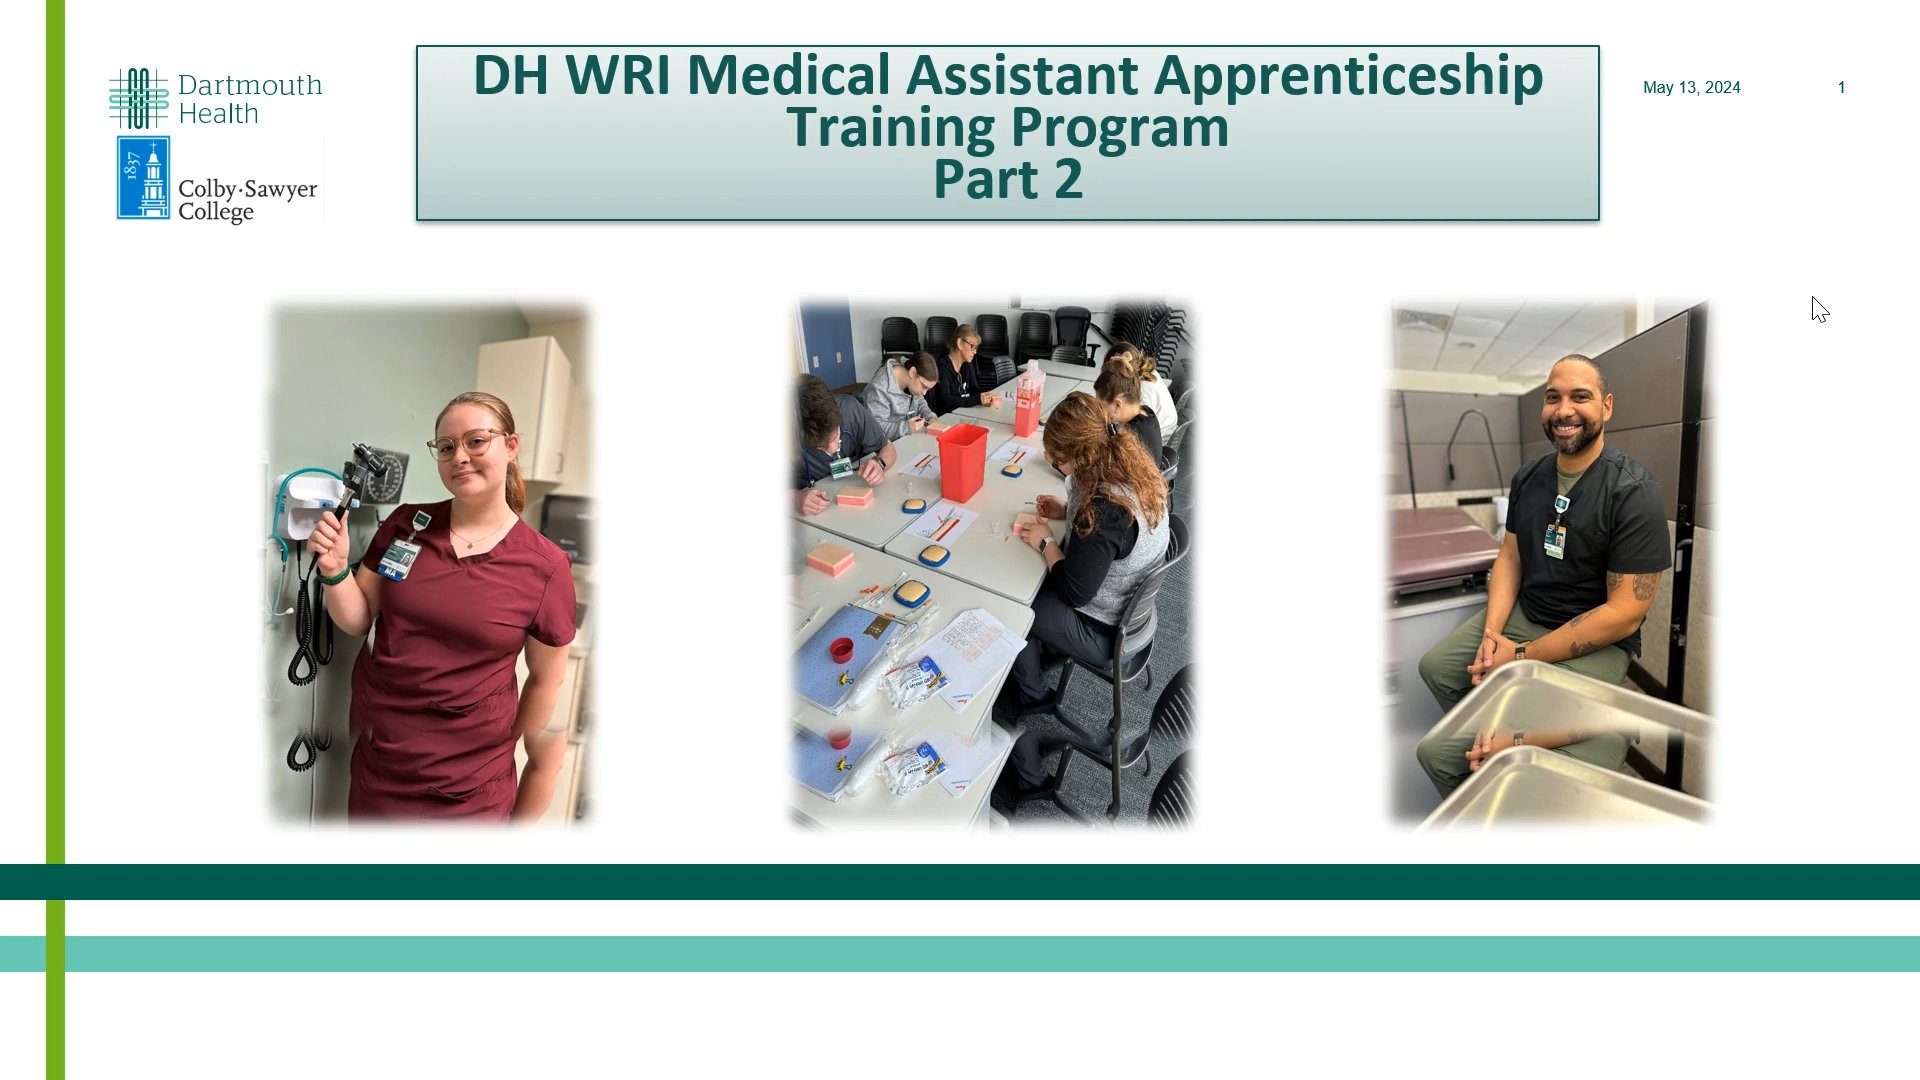 Dartmouth
Health
1837
Colby·Sawyer
College
DH WRI Medical Assistant Apprenticeship
Training Program
Part 2
May 13, 2024
1
MA